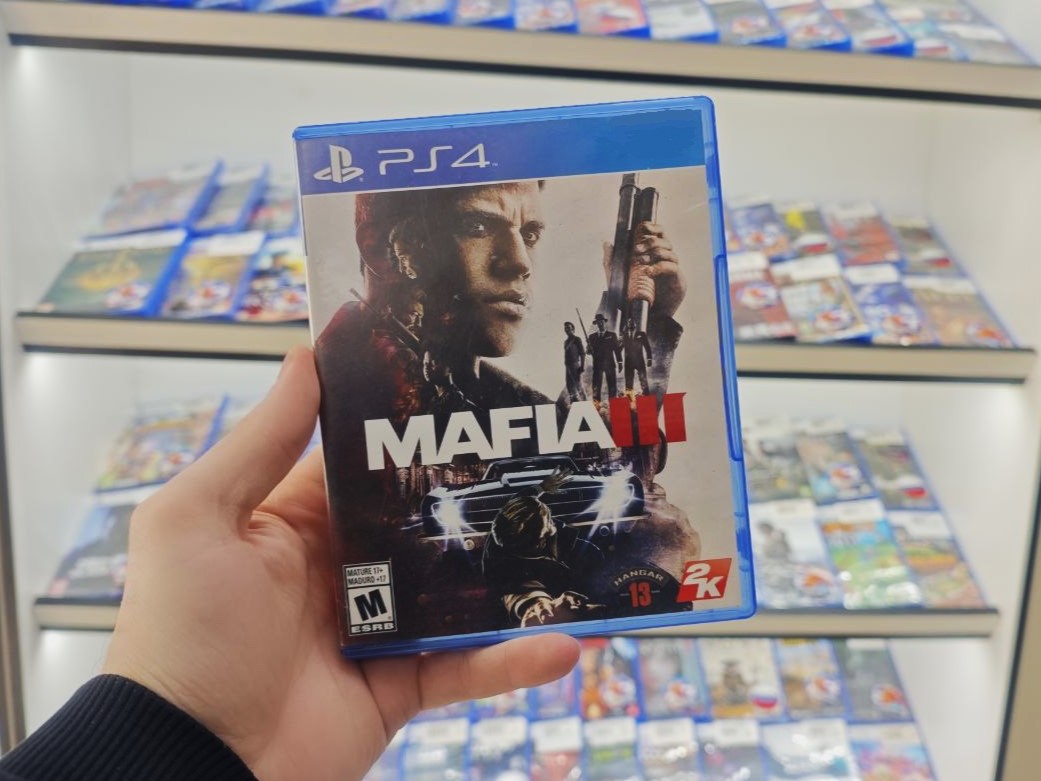 PS4
MAFIA III
MATURE 17+
MADURO +17
M
ESRB
HANGAR
13
2K